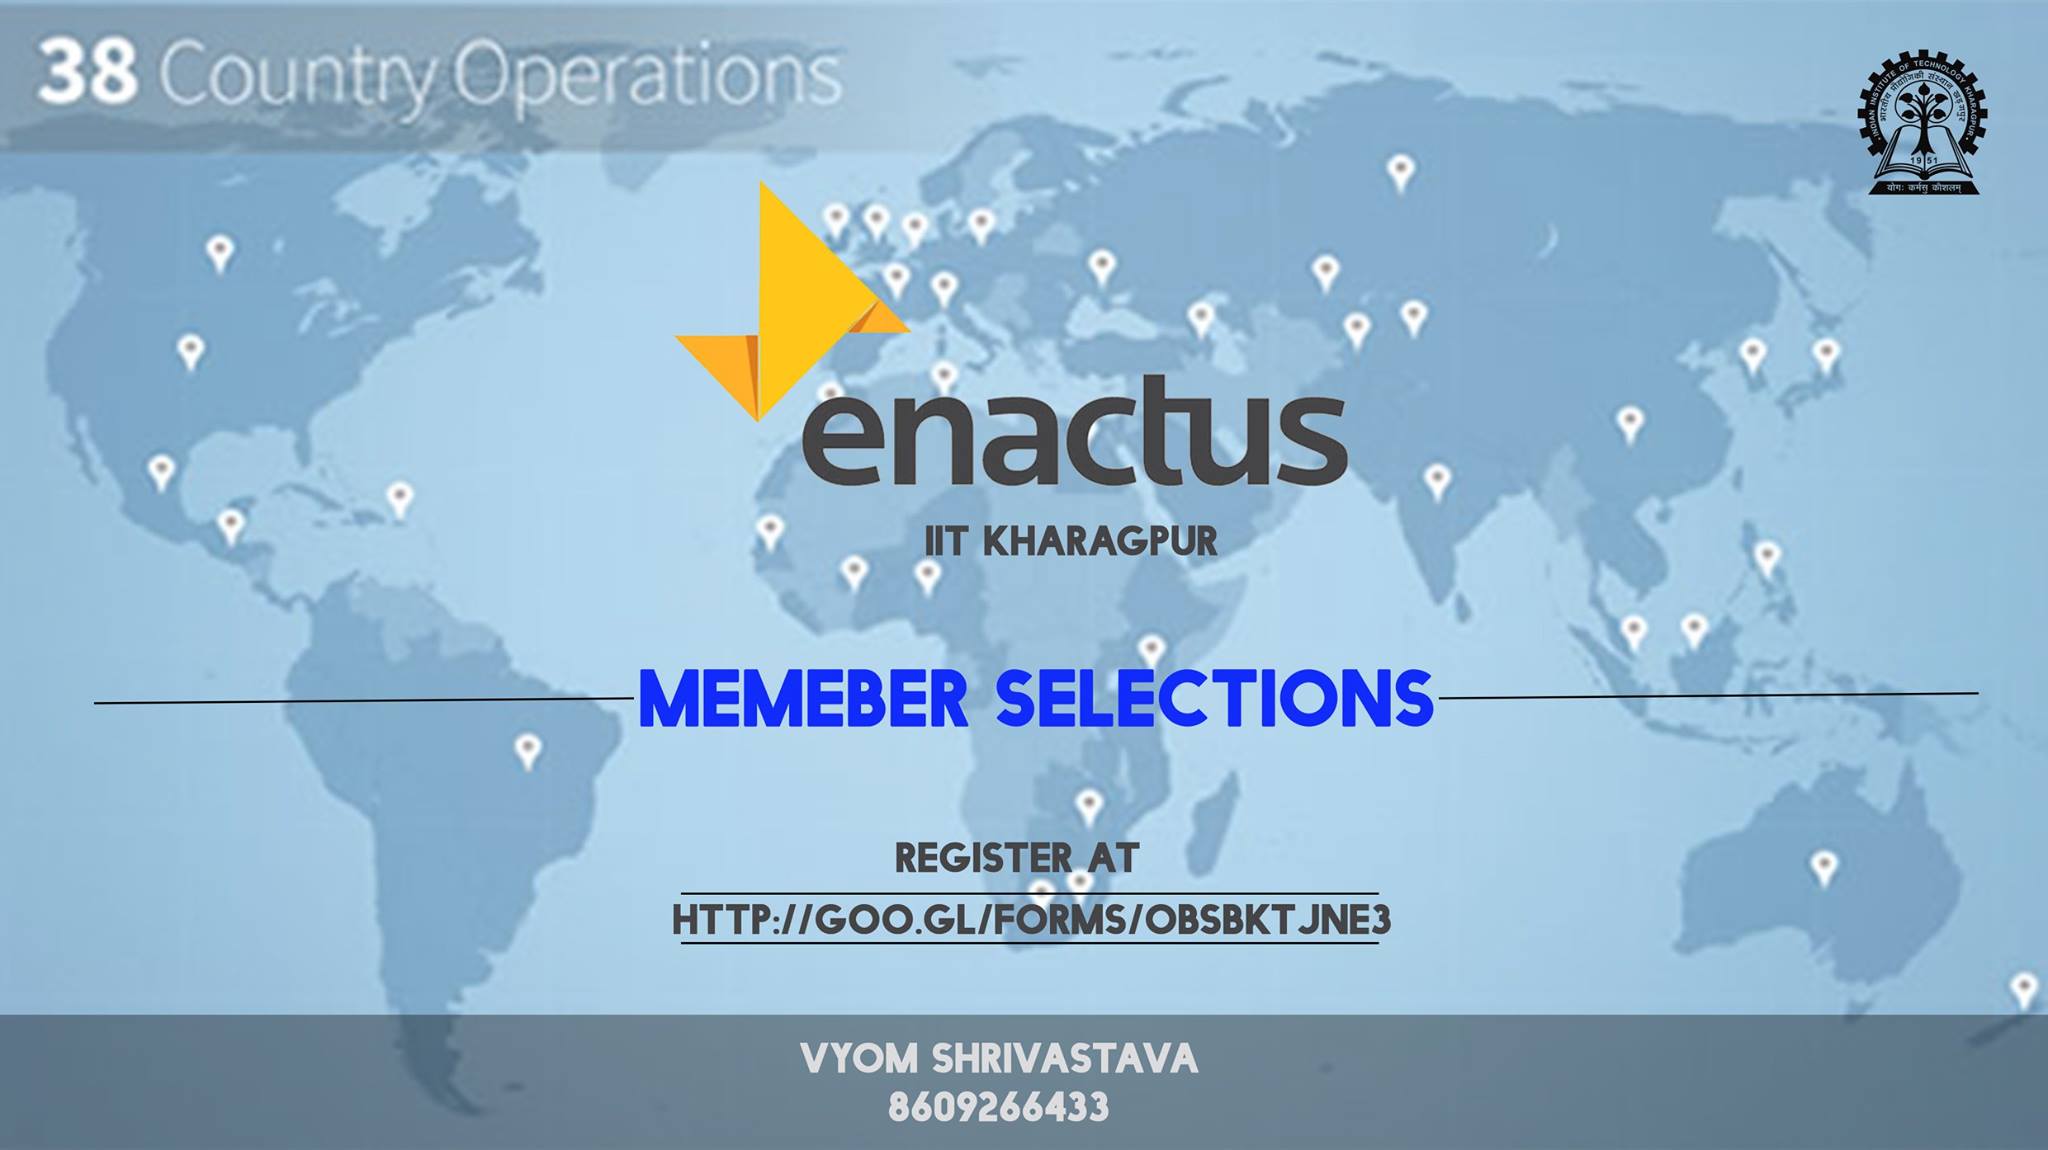 38 Country Operations
INDIAN INSTITUTE OF TECHNOLOGY KHARAGPUR
भारतीय प्रौद्योगिकी संस्थान खड़गपुर
1951
योगः कर्मसु कौशलम्
enactus
IIT KHARAGPUR
MEMEBER SELECTIONS
REGISTER AT
HTTP://GOO.GL/FORMS/OBSBKTJNE3
VYOM SHRIVASTAVA
8609266433